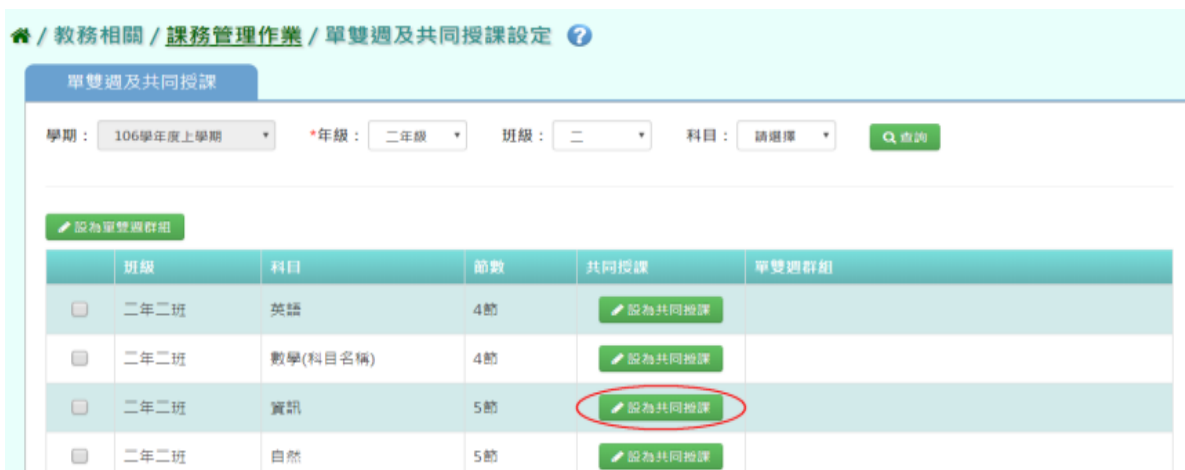 / 教務相關 / 課務管理作業 / 單雙週及共同授課設定 ?
單雙週及共同授課
學期： 106學年度上學期 *年級： 二年級 班級： 二 科目： 請選擇 查詢
設為單雙週群組
班級 科目 節數 共同授課 單雙週群組
二年二班 英語 4節 設為共同授課
二年二班 數學(科目名稱) 4節 設為共同授課
二年二班 資訊 5節 設為共同授課
二年二班 自然 5節 設為共同授課